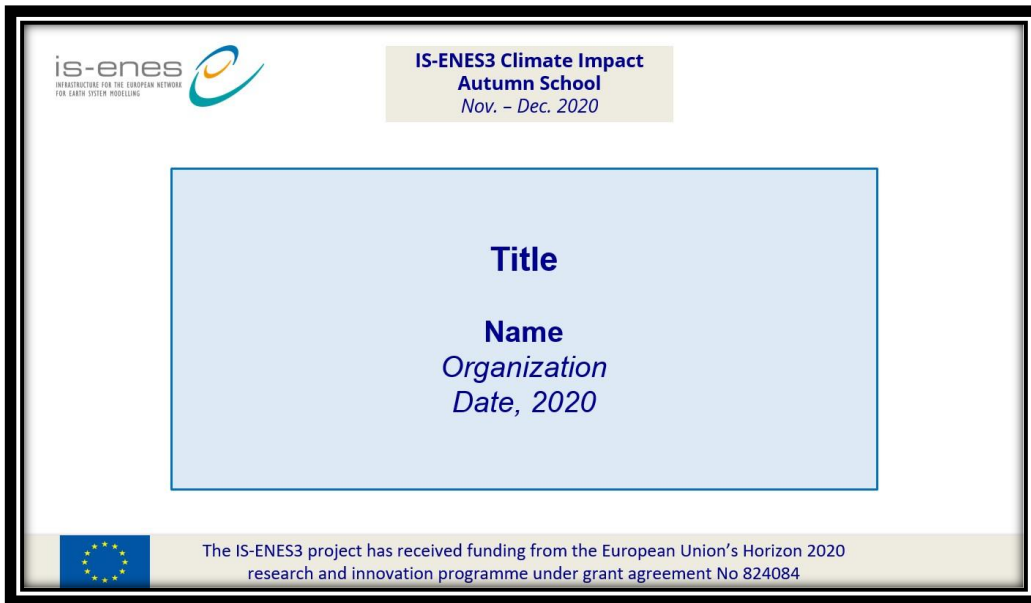 is-enes
INFRASTRUCTURE FOR THE EUROPEAN NETWORK
FOR EARTH SYSTEM MODELLING
IS-ENES3 Climate Impact
Autumn School
Nov. – Dec. 2020
Title
Name
Organization
Date, 2020
The IS-ENES3 project has received funding from the European Union’s Horizon 2020
research and innovation programme under grant agreement No 824084